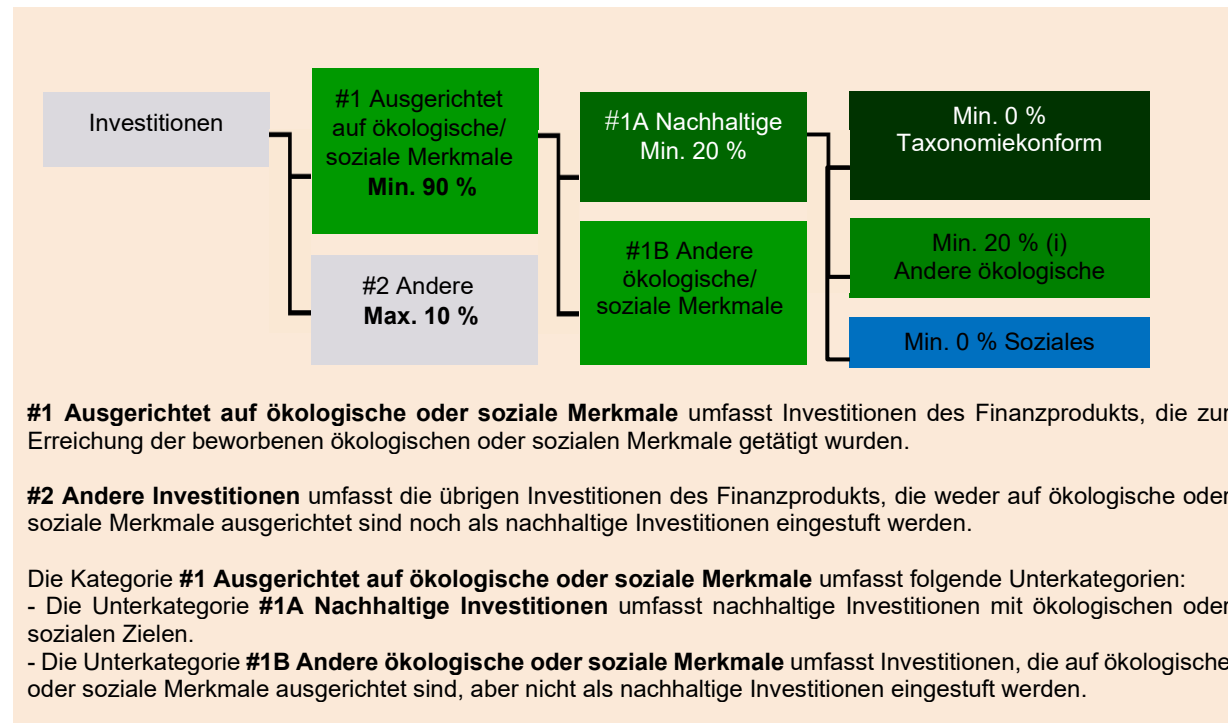 Investitionen
#1 Ausgerichtet
auf ökologische/
soziale Merkmale
Min. 90 %
#2 Andere
Max. 10 %
#1A Nachhaltige
Min. 20 %
#1B Andere
ökologische/
soziale Merkmale
Min. 0 %
Taxonomiekonform
Min. 20 % (i)
Andere ökologische
Min. 0 % Soziales
#1 Ausgerichtet auf ökologische oder soziale Merkmale umfasst Investitionen des Finanzprodukts, die zur
Erreichung der beworbenen ökologischen oder sozialen Merkmale getätigt wurden.
#2 Andere Investitionen umfasst die übrigen Investitionen des Finanzprodukts, die weder auf ökologische oder
soziale Merkmale ausgerichtet sind noch als nachhaltige Investitionen eingestuft werden.
Die Kategorie #1 Ausgerichtet auf ökologische oder soziale Merkmale umfasst folgende Unterkategorien:
- Die Unterkategorie #1A Nachhaltige Investitionen umfasst nachhaltige Investitionen mit ökologischen oder
sozialen Zielen.
- Die Unterkategorie #1B Andere ökologische oder soziale Merkmale umfasst Investitionen, die auf ökologische
oder soziale Merkmale ausgerichtet sind, aber nicht als nachhaltige Investitionen eingestuft werden.